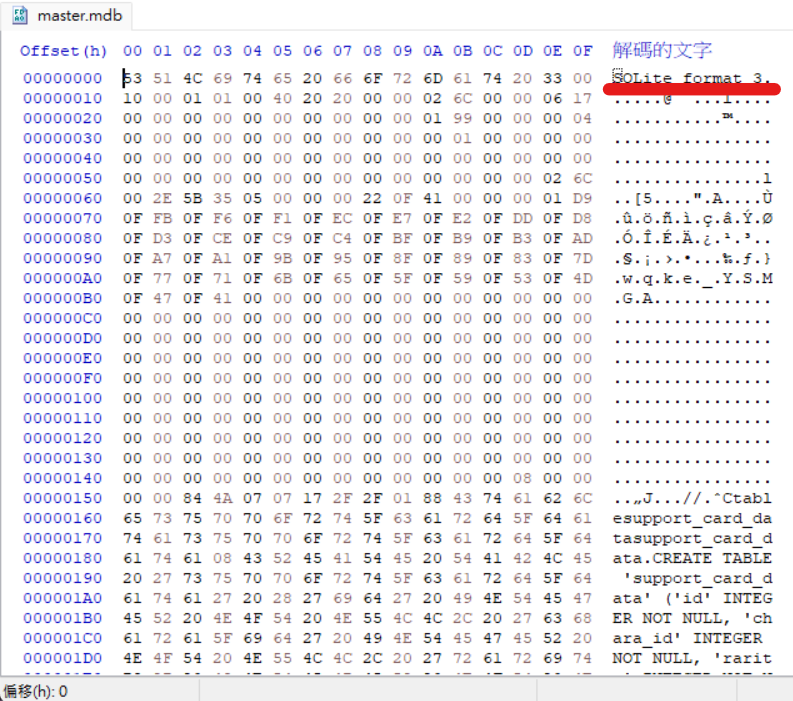 master.mdb
Offset(h) 00 01 02 03 04 05 06 07 08 09 0A 0B 0C 0D 0E 0F 解碼的文字
00000000 53 51 4C 69 74 65 20 66 6F 72 6D 61 74 20 33 00 SQLite format 3.
00000010 10 00 01 01 00 40 20 20 00 00 02 6C 00 00 06 17 .....@  ...l....
00000020 00 00 00 00 00 00 00 00 00 00 01 99 00 00 00 04 ...........™....
00000030 00 00 00 00 00 00 00 00 00 00 00 01 00 00 00 00 ................
00000040 00 00 00 00 00 00 00 00 00 00 00 00 00 00 00 00 ................
00000050 00 00 00 00 00 00 00 00 00 00 00 00 00 00 02 6C ...............l
00000060 00 2E 5B 35 05 00 00 00 22 0F 41 00 00 00 01 D9 ..[5....".A....Ù
00000070 0F FB 0F F6 0F F1 0F EC 0F E7 0F E2 0F DD 0F D8 .û.ö.ñ.ì.ç.â.Ý.Ø
00000080 0F D3 0F CE 0F C9 0F C4 0F BF 0F B9 0F B3 0F AD .Ó.Î.É.Ä.¿.¹.³..
00000090 0F A7 0F A1 0F 9B 0F 95 0F 8F 0F 89 0F 83 0F 7D .§.¡.›.•...‰.ƒ.}
000000A0 0F 77 0F 71 0F 6B 0F 65 0F 5F 0F 59 0F 53 0F 4D .w.q.k.e._.Y.S.M
000000B0 0F 47 0F 41 00 00 00 00 00 00 00 00 00 00 00 00 .G.A............
000000C0 00 00 00 00 00 00 00 00 00 00 00 00 00 00 00 00 ................
000000D0 00 00 00 00 00 00 00 00 00 00 00 00 00 00 00 00 ................
000000E0 00 00 00 00 00 00 00 00 00 00 00 00 00 00 00 00 ................
000000F0 00 00 00 00 00 00 00 00 00 00 00 00 00 00 00 00 ................
00000100 00 00 00 00 00 00 00 00 00 00 00 00 00 00 00 00 ................
00000110 00 00 00 00 00 00 00 00 00 00 00 00 00 00 00 00 ................
00000120 00 00 00 00 00 00 00 00 00 00 00 00 00 00 00 00 ................
00000130 00 00 00 00 00 00 00 00 00 00 00 00 00 00 00 00 ................
00000140 00 00 00 00 00 00 00 00 00 00 00 00 00 08 00 00 ................
00000150 00 00 84 4A 07 07 17 2F 2F 01 88 43 74 61 62 6C ..„J...//.ˆCtabl
00000160 65 73 75 70 70 6F 72 74 5F 63 61 72 64 5F 64 61 esupport_card_da
00000170 74 61 73 75 70 70 6F 72 74 5F 63 61 72 64 5F 64 tasupport_card_d
00000180 61 74 61 08 43 52 45 41 54 45 20 54 41 42 4C 45 ata.CREATE TABLE
00000190 20 27 73 75 70 70 6F 72 74 5F 63 61 72 64 5F 64 'support_card_d
000001A0 61 74 61 27 20 28 27 69 64 27 20 49 4E 54 45 47 ata' ('id' INTEG
000001B0 45 52 20 4E 4F 54 20 4E 55 4C 4C 2C 20 27 63 68 ER NOT NULL, 'ch
000001C0 61 72 61 5F 69 64 27 20 49 4E 54 45 47 45 52 20 ara_id' INTEGER
000001D0 4E 4F 54 20 4E 55 4C 4C 2C 20 27 72 61 72 69 74 NOT NULL, 'rarit
偏移(h): 0